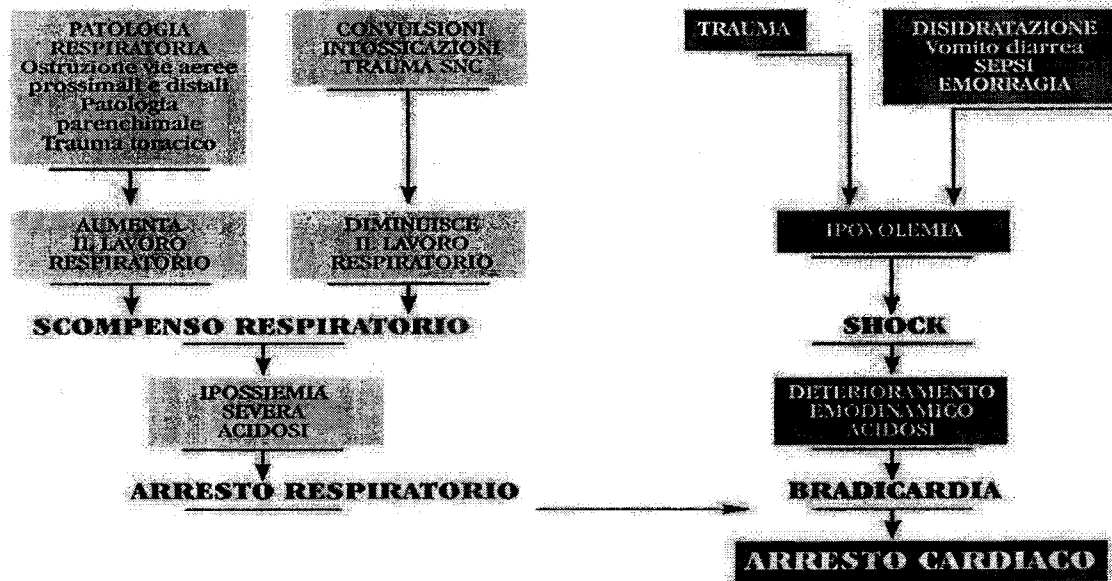 PATOLOGIA
RESPIRATORIA
Ostruzione vie aeree
prossimali e distali
Patologia
parenchimale
Trauma toracico
CONVULSIONI
INTOSSICAZIONI
TRAUMA SNC
AUMENTA
IL LAVORO
RESPIRATORIO
DIMINUISCE
IL LAVORO
RESPIRATORIO
SCOMPENSO RESPIRATORIO
IPOSSIEMIA
SEVERA
ACIDOSI
ARRESTO RESPIRATORIO
TRAUMA
DISIDRATAZIONE
Vomito diarrea
SEPSI
EMORRAGIA
IPOVOLEMIA
SHOCK
DETERIORAMENTO
EMODINAMICO
ACIDOSI
BRADICARDIA
ARRESTO CARDIACO